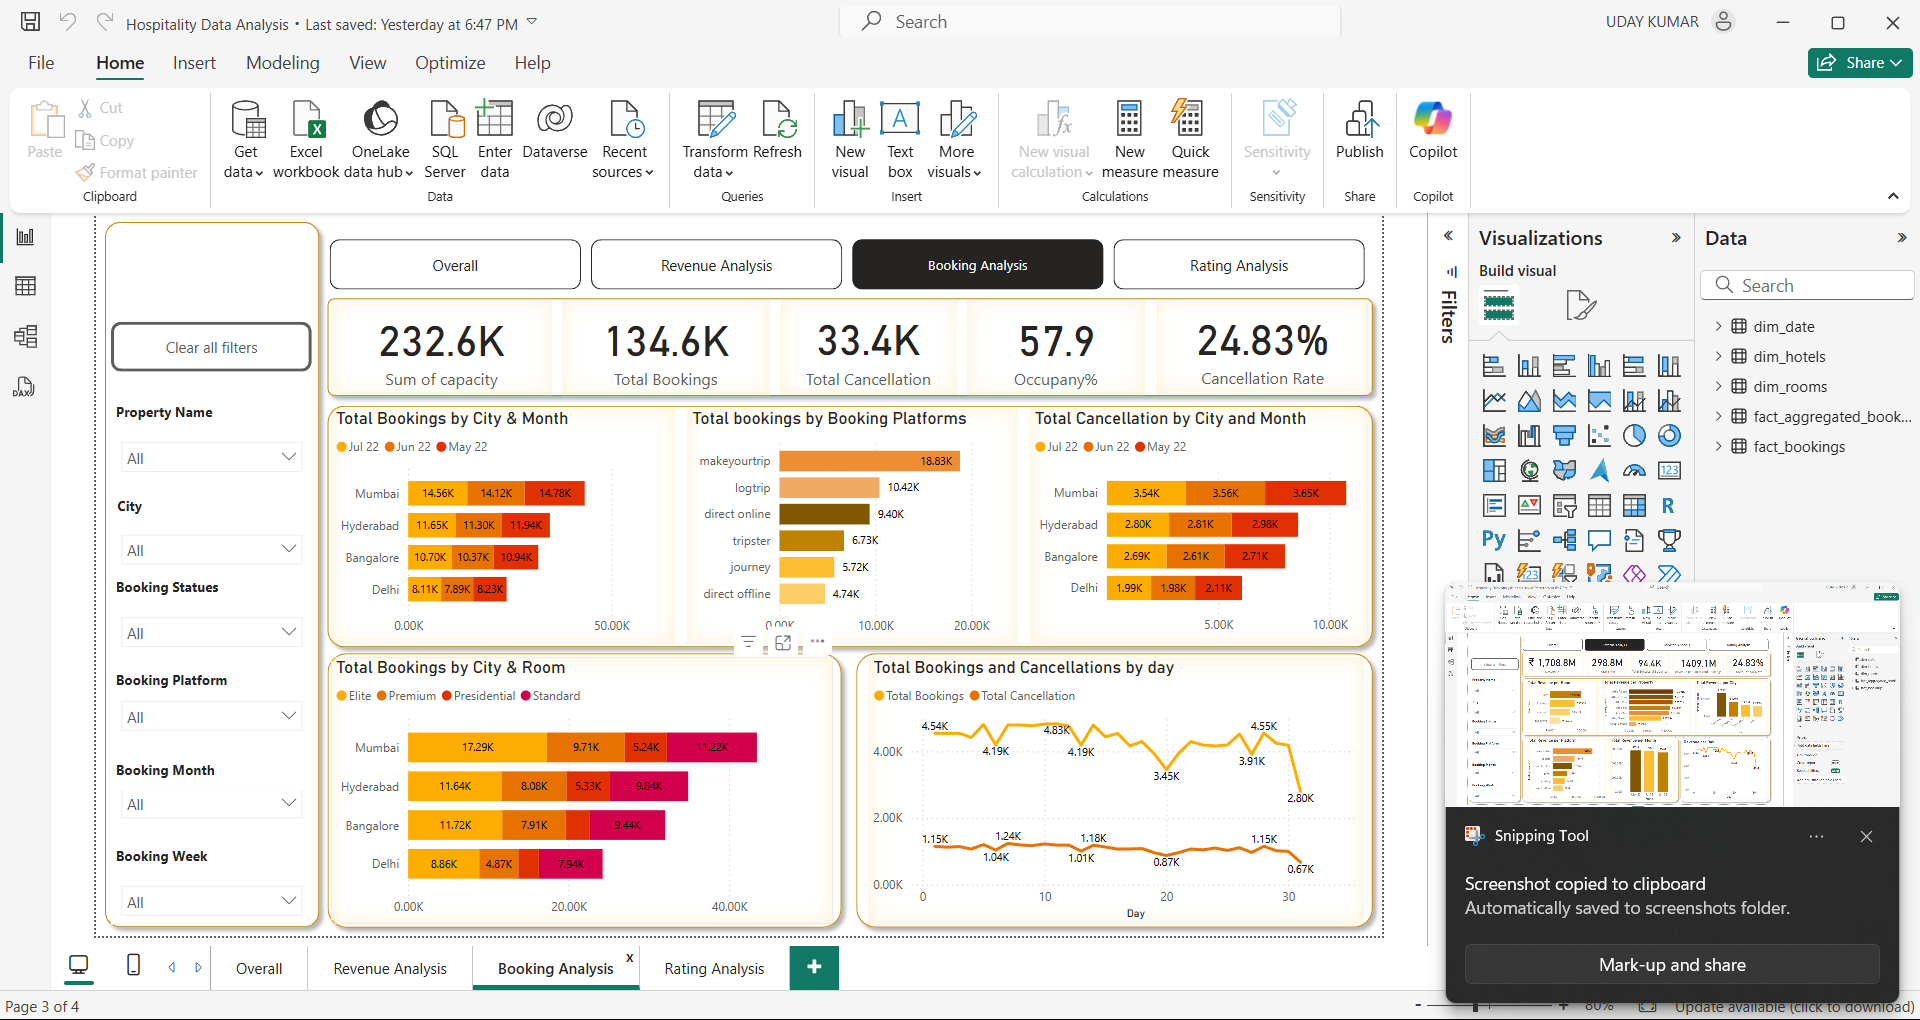 Hospitality Data Analysis • Last saved: Yesterday at 6:47 PM
Search
UDAY KUMAR
File Home Insert Modeling View Optimize Help
Share
Paste
Cut
Copy
Format painter
Clipboard
Get data
Excel workbook
OneLake data hub
SQL Server
Enter data
Dataverse
Recent sources
Data
Transform data
Refresh
Queries
New visual
Text box
More visuals
Insert
New visual calculation
New measure
Quick measure
Calculations
Sensitivity
Sensitivity
Publish
Share
Copilot
Copilot
Clear all filters
Property Name
All
City
All
Booking Statues
All
Booking Platform
All
Booking Month
All
Booking Week
All
Overall
Revenue Analysis
Booking Analysis
Rating Analysis
232.6K
Sum of capacity
134.6K
Total Bookings
33.4K
Total Cancellation
57.9
Occupany%
24.83%
Cancellation Rate
Total Bookings by City & Month
Jul 22 Jun 22 May 22
Mumbai 14.56K 14.12K 14.78K
Hyderabad 11.65K 11.30K 11.94K
Bangalore 10.70K 10.37K 10.94K
Delhi 8.11K 7.89K 8.23K
0.00K 50.00K
Total bookings by Booking Platforms
makeyourtrip 18.83K
logtrip 10.42K
direct online 9.40K
tripster 6.73K
journey 5.72K
direct offline 4.74K
0.00K 10.00K 20.00K
Total Cancellation by City and Month
Jul 22 Jun 22 May 22
Mumbai 3.54K 3.56K 3.65K
Hyderabad 2.80K 2.81K 2.98K
Bangalore 2.69K 2.61K 2.71K
Delhi 1.99K 1.98K 2.11K
5.00K 10.00K
Total Bookings by City & Room
Elite Premium Presidential Standard
Mumbai 17.29K 9.71K 5.24K 11.22K
Hyderabad 11.64K 8.08K 5.33K 9.84K
Bangalore 11.72K 7.91K 9.44K
Delhi 8.86K 4.87K 7.94K
0.00K 20.00K 40.00K
Total Bookings and Cancellations by day
Total Bookings Total Cancellation
4.54K 4.83K 4.55K
4.00K 4.19K 4.19K 3.91K
3.45K
2.80K
2.00K
1.15K 1.24K 1.18K 1.15K
1.04K 1.01K 0.87K 0.67K
0.00K
0 10 20 30
Day
Filters
Visualizations
Build visual
Data
Search
dim_date
dim_hotels
dim_rooms
fact_aggregated_book...
fact_bookings
123
R
Py
DAX
₹ 1,708.8M 298.8M 94.4K 1409.1M 24.83%
Snipping Tool
Screenshot copied to clipboard
Automatically saved to screenshots folder.
Mark-up and share
Overall
Revenue Analysis
Booking Analysis x
Rating Analysis
+
Page 3 of 4
- + 80%
Update available (click to download)